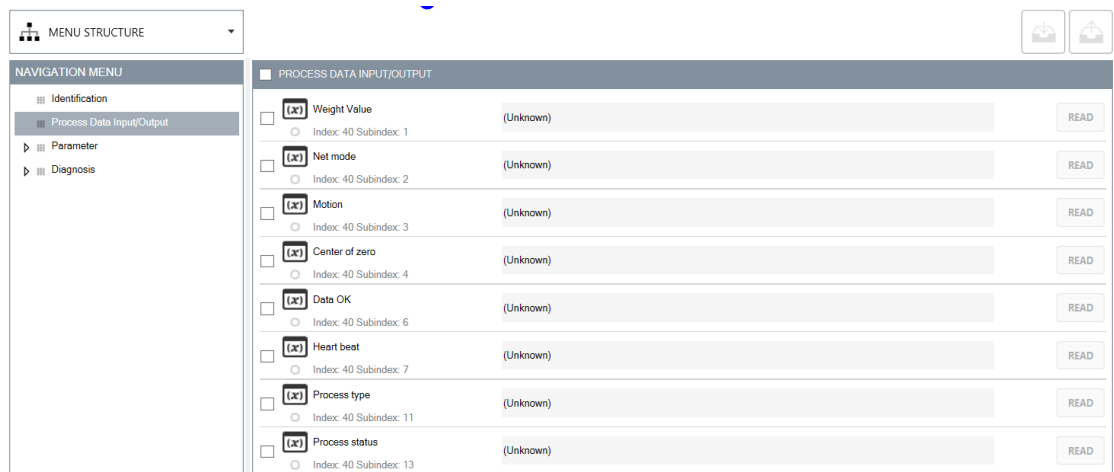 MENU STRUCTURE
NAVIGATION MENU
Identification
Process Data Input/Output
Parameter
Diagnosis
PROCESS DATA INPUT/OUTPUT
(x) Weight Value (Unknown) READ
Index: 40 Subindex: 1
(x) Net mode (Unknown) READ
Index: 40 Subindex: 2
(x) Motion (Unknown) READ
Index: 40 Subindex: 3
(x) Center of zero (Unknown) READ
Index: 40 Subindex: 4
(x) Data OK (Unknown) READ
Index: 40 Subindex: 6
(x) Heart beat (Unknown) READ
Index: 40 Subindex: 7
(x) Process type (Unknown) READ
Index: 40 Subindex: 11
(x) Process status (Unknown) READ
Index: 40 Subindex: 13